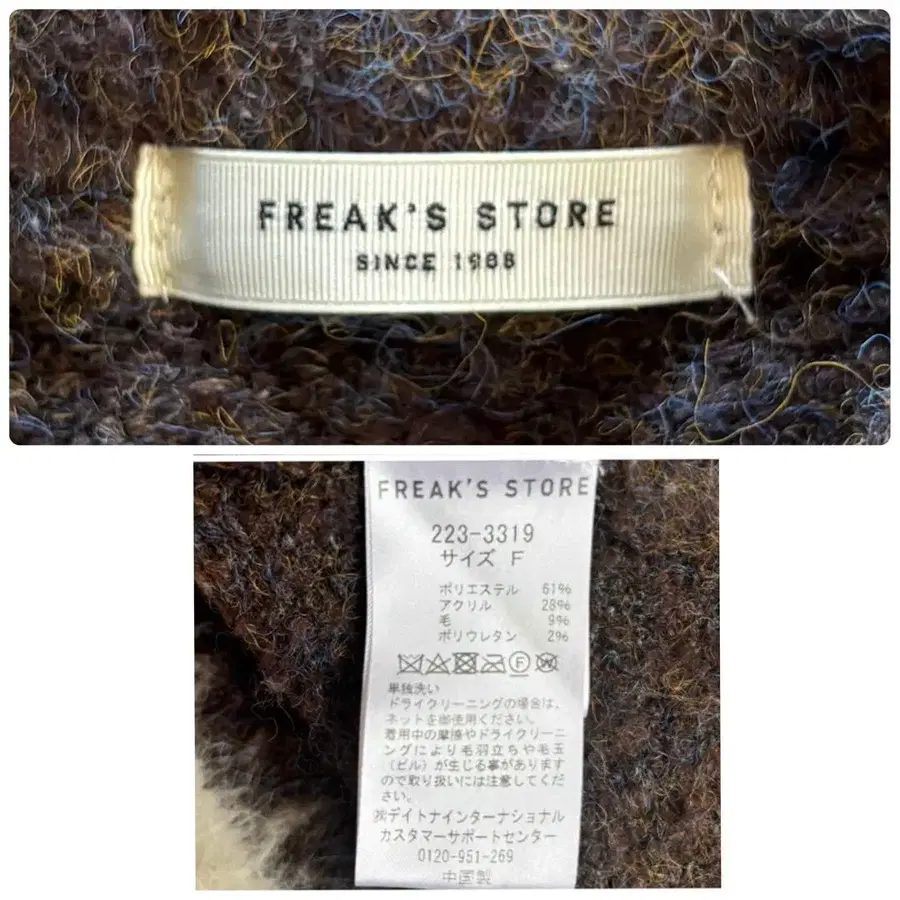 FREAK'S STORE
SINCE 1988
FREAK'S STORE
223-3319
サイズ F
ポリエステル 61%
アクリル 28%
毛 9%
ポリウレタン 2%
F W
単独洗い
ドライクリーニングの場合は、
ネットを御使用ください。
着用中の摩擦やドライクリーニ
ングにより毛羽立ちや毛玉
(ピル)が生じる事があります
ので取り扱いには注意してくだ
さい。
㈱デイトナインターナショナル
カスタマーサポートセンター
0120-951-269
中国製